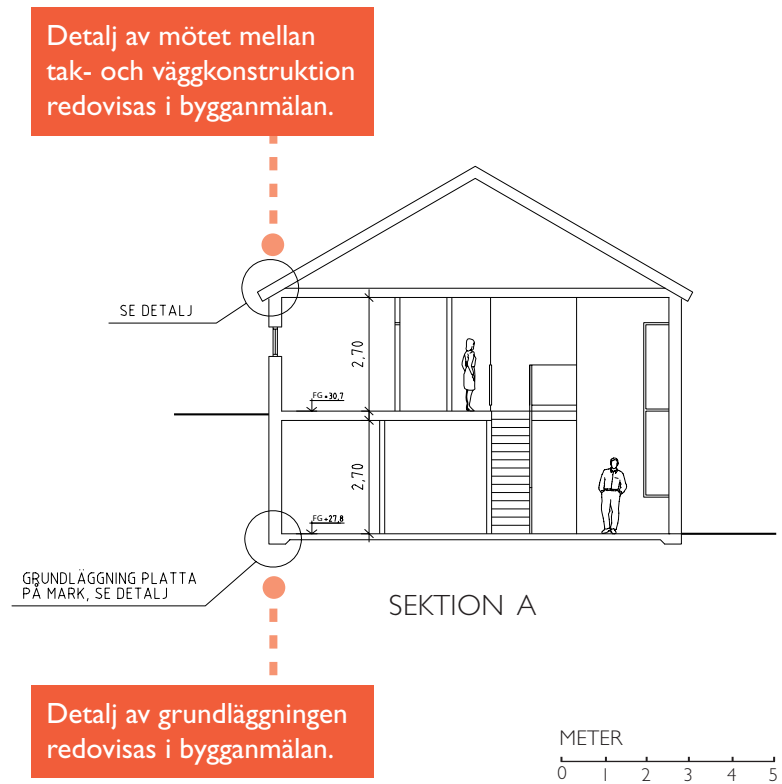 Detalj av mötet mellan
tak- och väggkonstruktion
redovisas i bygganmälan.
SE DETALJ
2,70
FG +30,7
2,70
FG +27,8
GRUNDLÄGGNING PLATTA
PÅ MARK, SE DETALJ
SEKTION A
Detalj av grundläggningen
redovisas i bygganmälan.
METER
0 1 2 3 4 5